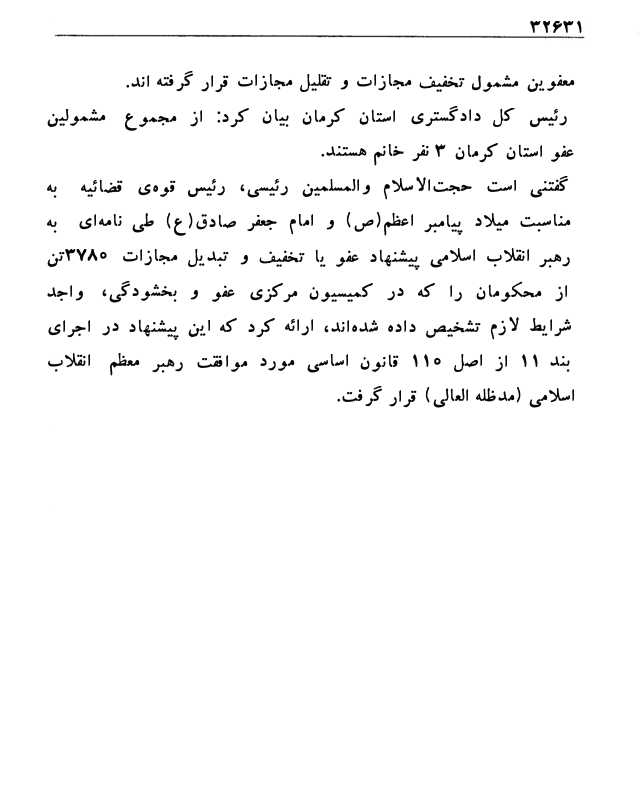 ۳۲۶۳۱
معفوین مشمول تخفیف مجازات و تقلیل مجازات قرار گرفته اند.
رئیس کل دادگستری استان کرمان بیان کرد: از مجموع مشمولین
عفو استان کرمان ۳ نفر خانم هستند.
گفتنی است حجت‌الاسلام والمسلمین رئیسی، رئیس قوه‌ی قضائیه به
مناسبت میلاد پیامبر اعظم(ص) و امام جعفر صادق(ع) طی نامه‌ای به
رهبر انقلاب اسلامی پیشنهاد عفو یا تخفیف و تبدیل مجازات ۳۷۸۰تن
از محکومان را که در کمیسیون مرکزی عفو و بخشودگی، واجد
شرایط لازم تشخیص داده شده‌اند، ارائه کرد که این پیشنهاد در اجرای
بند ۱۱ از اصل ۱۱۰ قانون اساسی مورد موافقت رهبر معظم انقلاب
اسلامی (مدظله العالی) قرار گرفت.